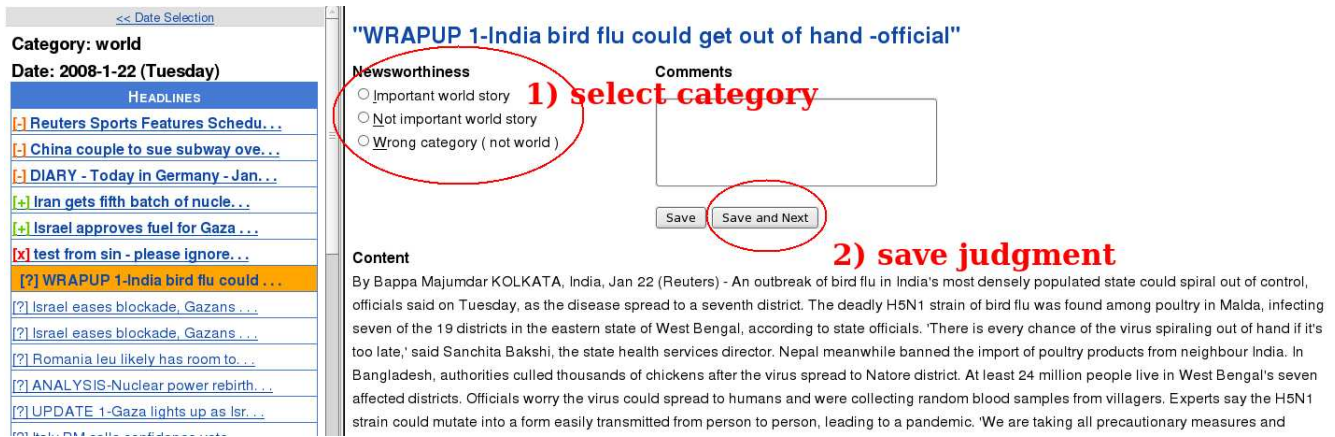 << Date Selection
Category: world
Date: 2008-1-22 (Tuesday)
HEADLINES
[-] Reuters Sports Features Schedu. . .
[-] China couple to sue subway ove. . .
[-] DIARY - Today in Germany - Jan. . .
[+] Iran gets fifth batch of nucle. . .
[+] Israel approves fuel for Gaza . . .
[x] test from sin - please ignore. . .
[?] WRAPUP 1-India bird flu could . . .
[?] Israel eases blockade, Gazans . . .
[?] Israel eases blockade, Gazans . . .
[?] Romania leu likely has room to. . .
[?] ANALYSIS-Nuclear power rebirth. . .
[?] UPDATE 1-Gaza lights up as Isr. . .
[?] Italy PM calls confidence vote
"WRAPUP 1-India bird flu could get out of hand -official"
Newsworthiness
Important world story
Not important world story
Wrong category ( not world )
1) select category
Comments
Save
Save and Next
2) save judgment
Content
By Bappa Majumdar KOLKATA, India, Jan 22 (Reuters) - An outbreak of bird flu in India's most densely populated state could spiral out of control,
officials said on Tuesday, as the disease spread to a seventh district. The deadly H5N1 strain of bird flu was found among poultry in Malda, infecting
seven of the 19 districts in the eastern state of West Bengal, according to state officials. 'There is every chance of the virus spiraling out of hand if it's
too late,' said Sanchita Bakshi, the state health services director. Nepal meanwhile banned the import of poultry products from neighbour India. In
Bangladesh, authorities culled thousands of chickens after the virus spread to Natore district. At least 24 million people live in West Bengal's seven
affected districts. Officials worry the virus could spread to humans and were collecting random blood samples from villagers. Experts say the H5N1
strain could mutate into a form easily transmitted from person to person, leading to a pandemic. 'We are taking all precautionary measures and